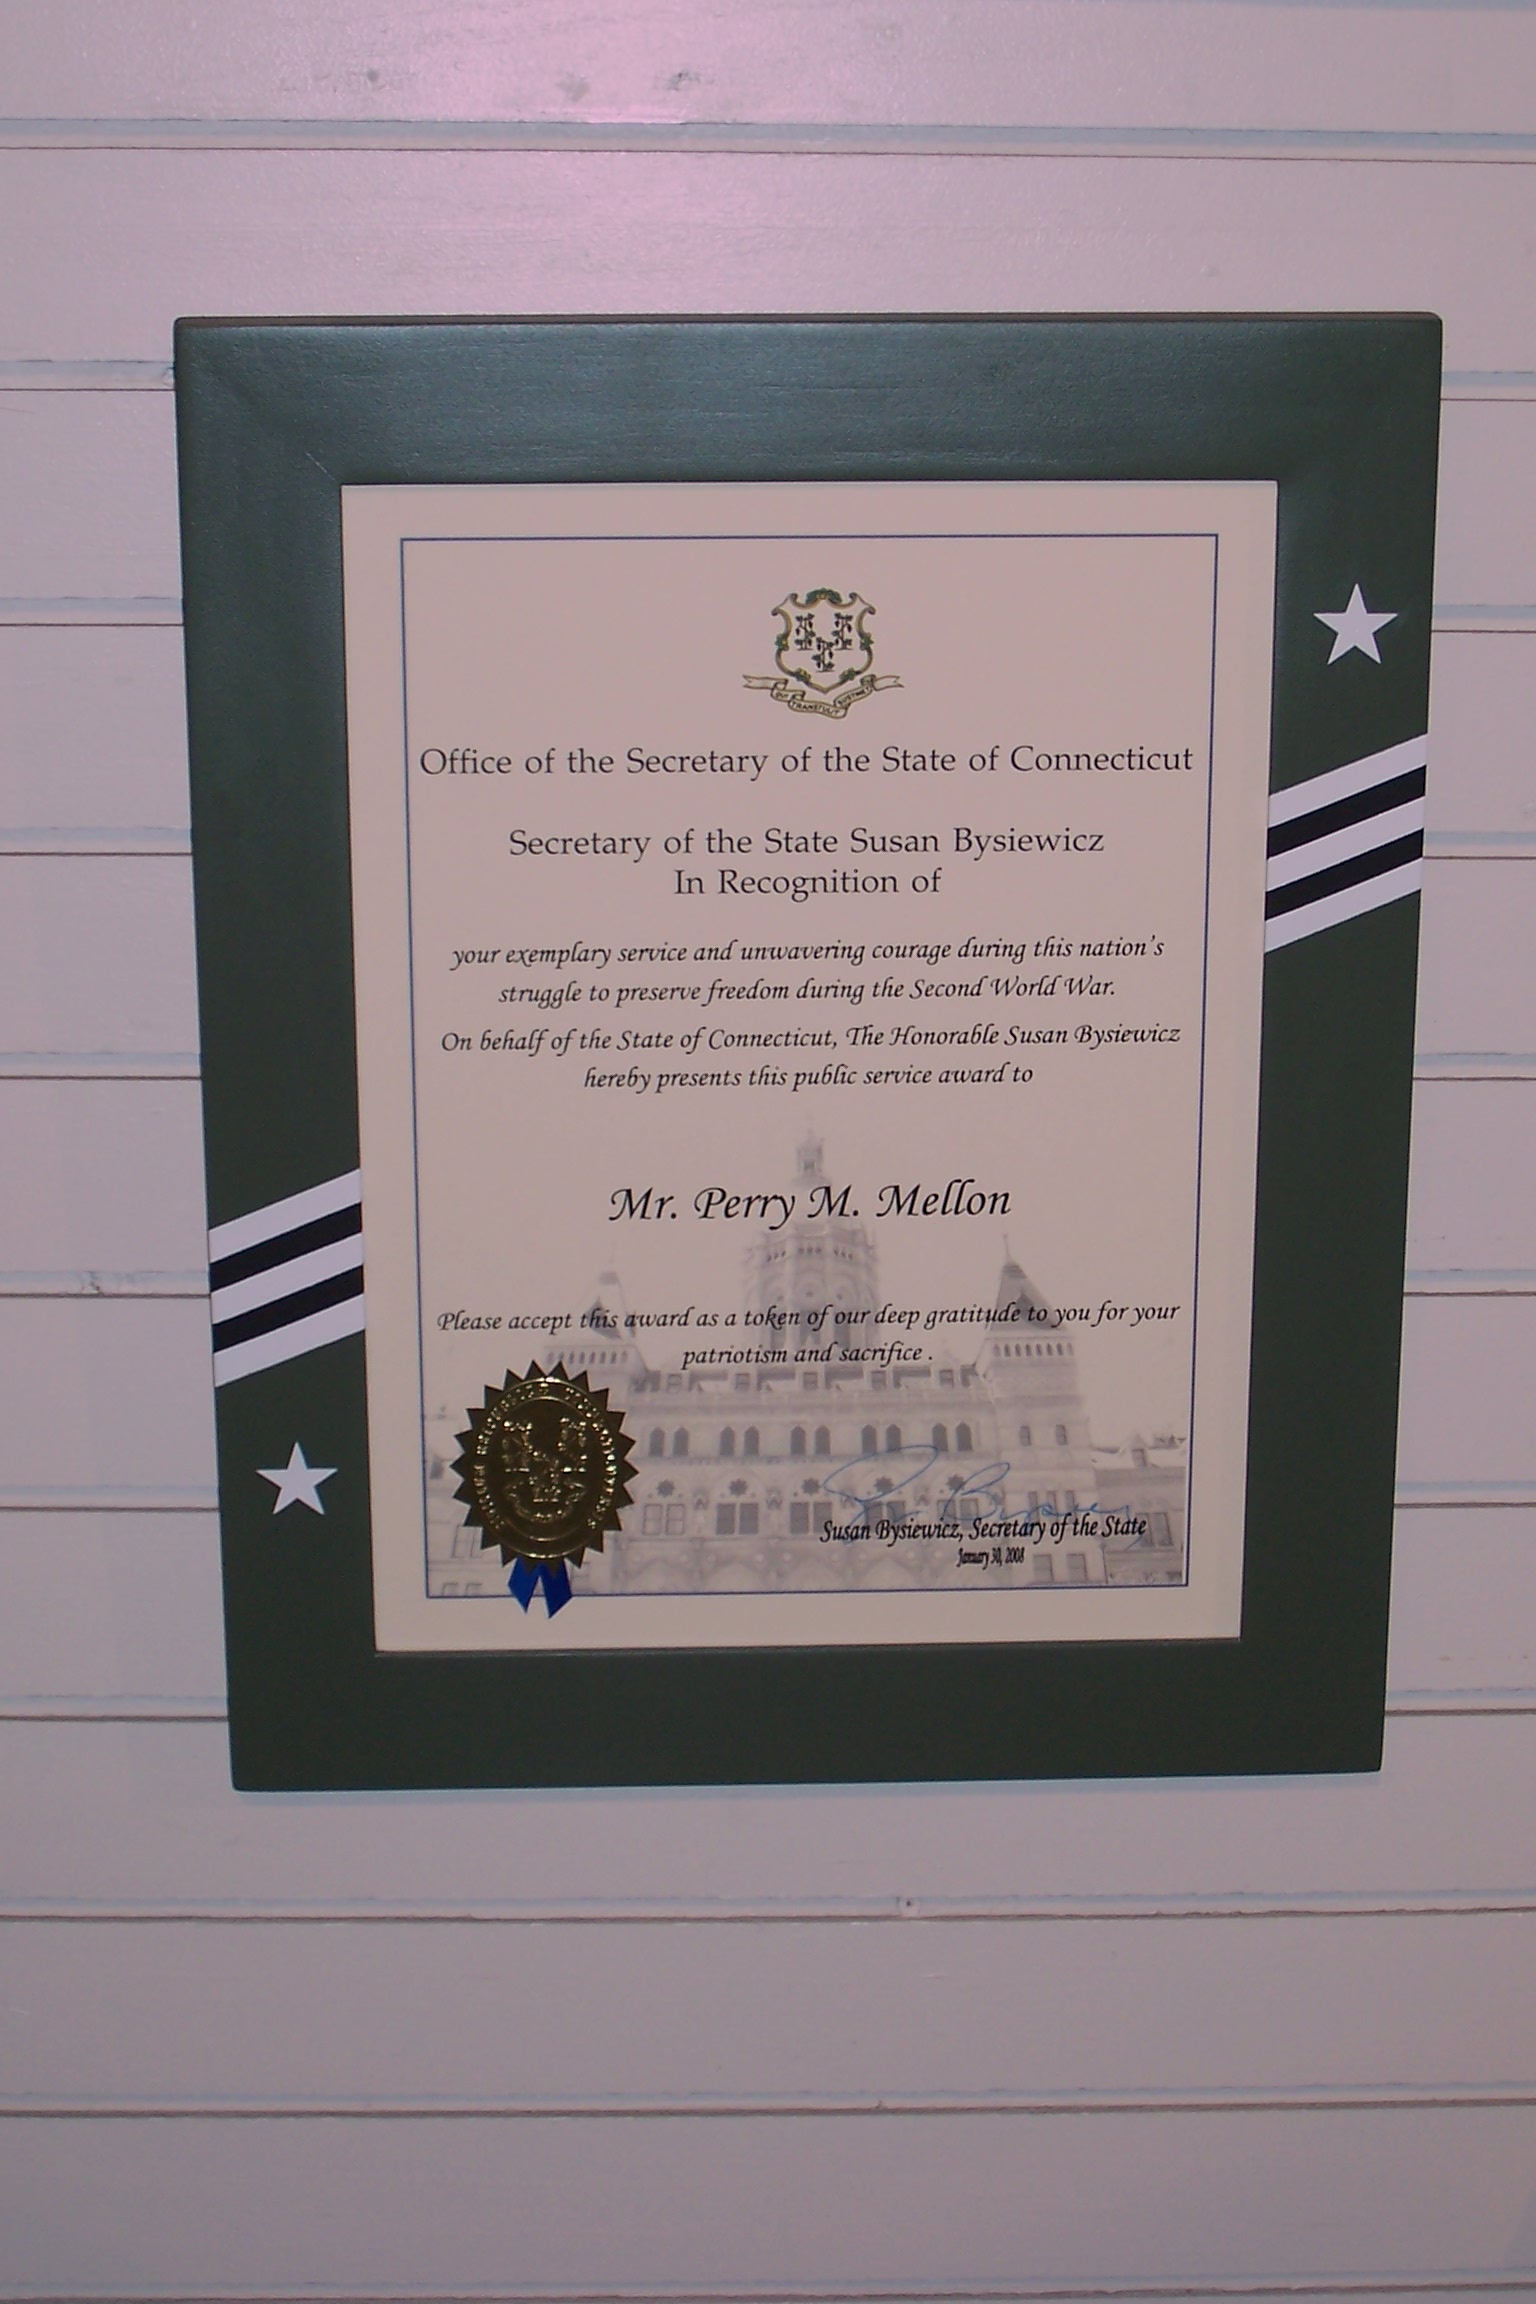 QUI TRANSTULIT SUSTINET
Office of the Secretary of the State of Connecticut
Secretary of the State Susan Bysiewicz
In Recognition of
your exemplary service and unwavering courage during this nation's
struggle to preserve freedom during the Second World War.
On behalf of the State of Connecticut, The Honorable Susan Bysiewicz
hereby presents this public service award to
Mr. Perry M. Mellon
Please accept this award as a token of our deep gratitude to you for your
patriotism and sacrifice .
Susan Bysiewicz, Secretary of the State
January 30, 2008